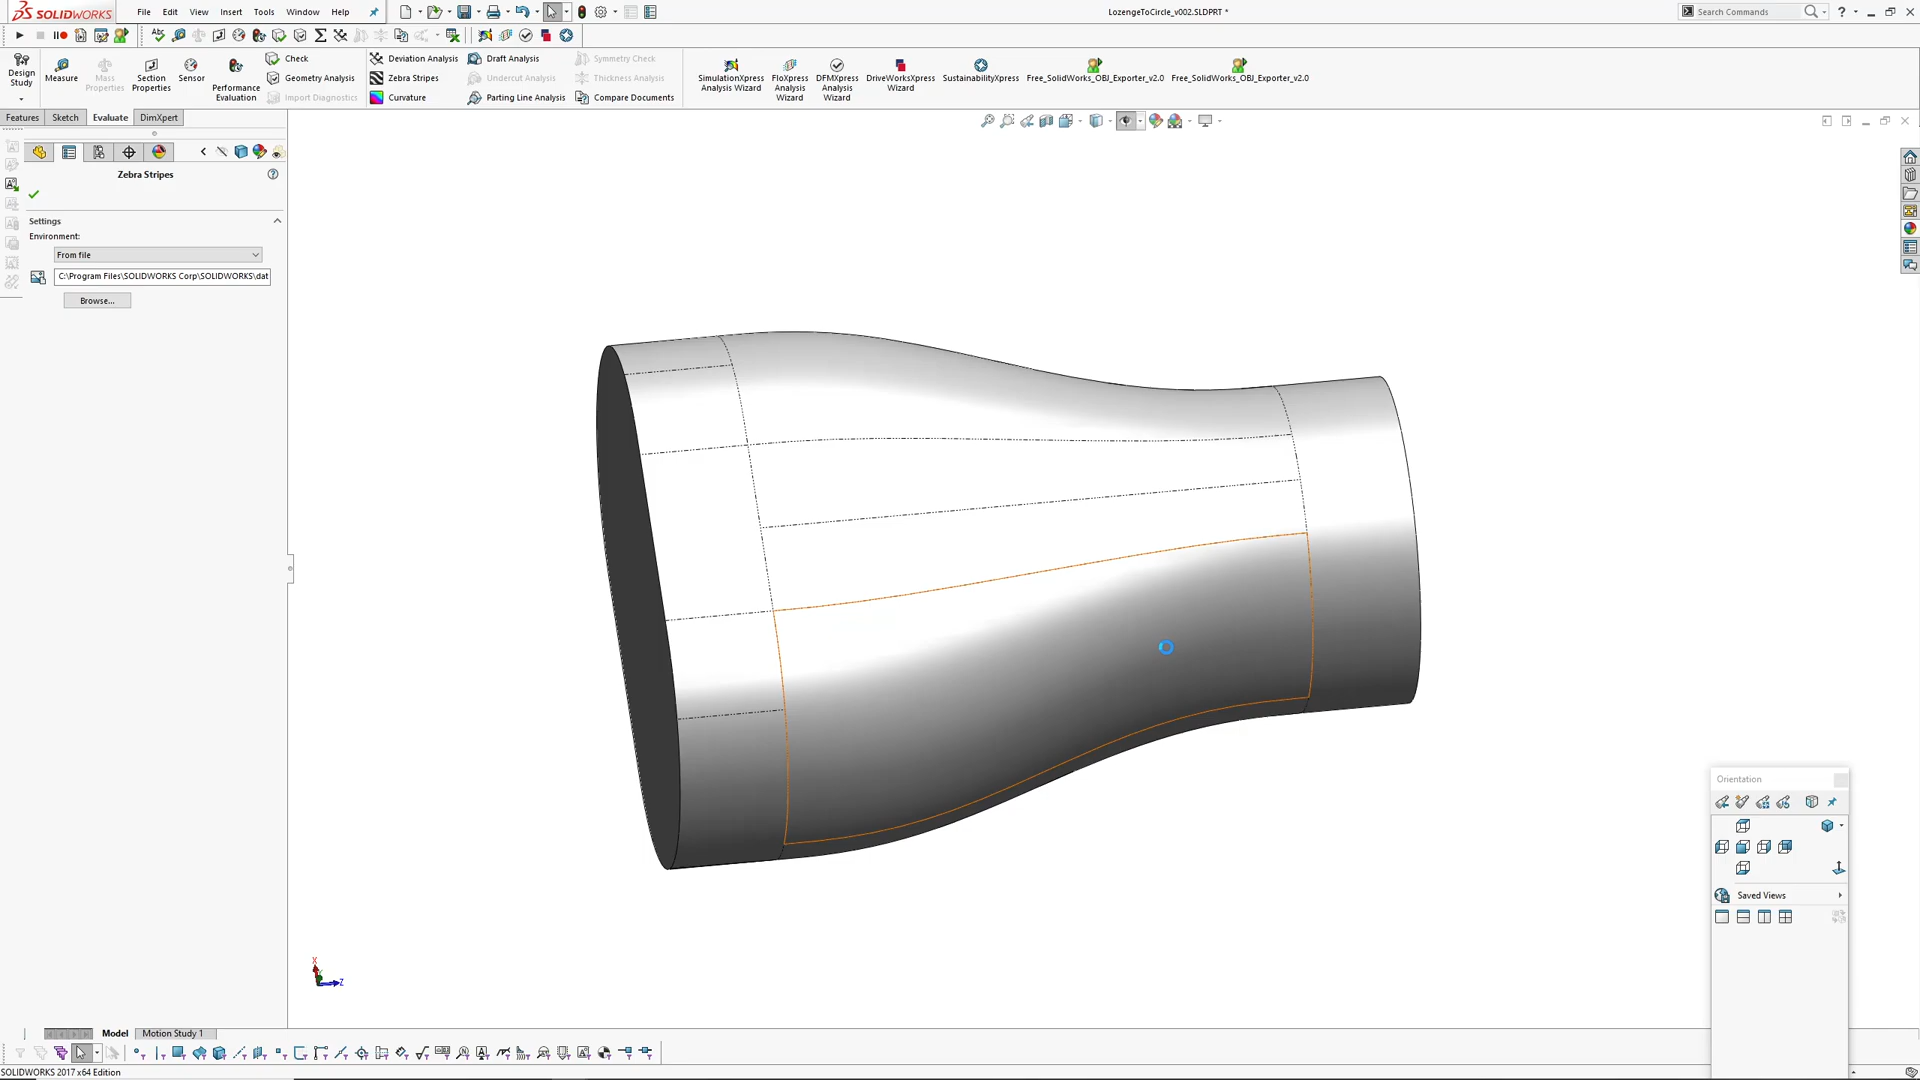 SOLIDWORKS
File Edit View Insert Tools Window Help
LozengeToCircle_v002.SLDPRT *
Search Commands
Design Study
Measure
Mass Properties
Section Properties
Sensor
Performance Evaluation
Check
Geometry Analysis
Import Diagnostics
Deviation Analysis
Zebra Stripes
Curvature
Draft Analysis
Undercut Analysis
Parting Line Analysis
Symmetry Check
Thickness Analysis
Compare Documents
SimulationXpress Analysis Wizard
FloXpress Analysis Wizard
DFMXpress Analysis Wizard
DriveWorksXpress Wizard
SustainabilityXpress
Free_SolidWorks_OBJ_Exporter_v2.0
Free_SolidWorks_OBJ_Exporter_v2.0
Features Sketch Evaluate DimXpert
Zebra Stripes
Settings
Environment:
From file
C:\Program Files\SOLIDWORKS Corp\SOLIDWORKS\dat
Browse...
Orientation
Saved Views
X
Z
Model Motion Study 1
SOLIDWORKS 2017 x64 Edition